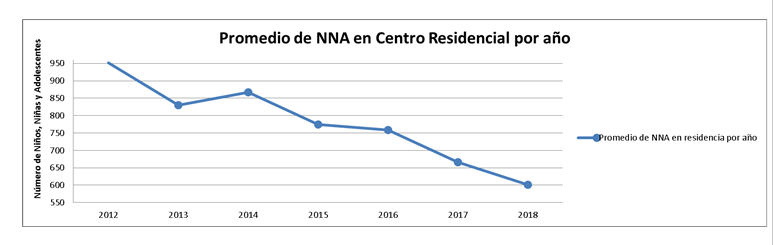 Promedio de NNA en Centro Residencial por año
Número de Niños, Niñas y Adolescentes
950
900
850
800
750
700
650
600
550
2012 2013 2014 2015 2016 2017 2018
Promedio de NNA en residencia por año